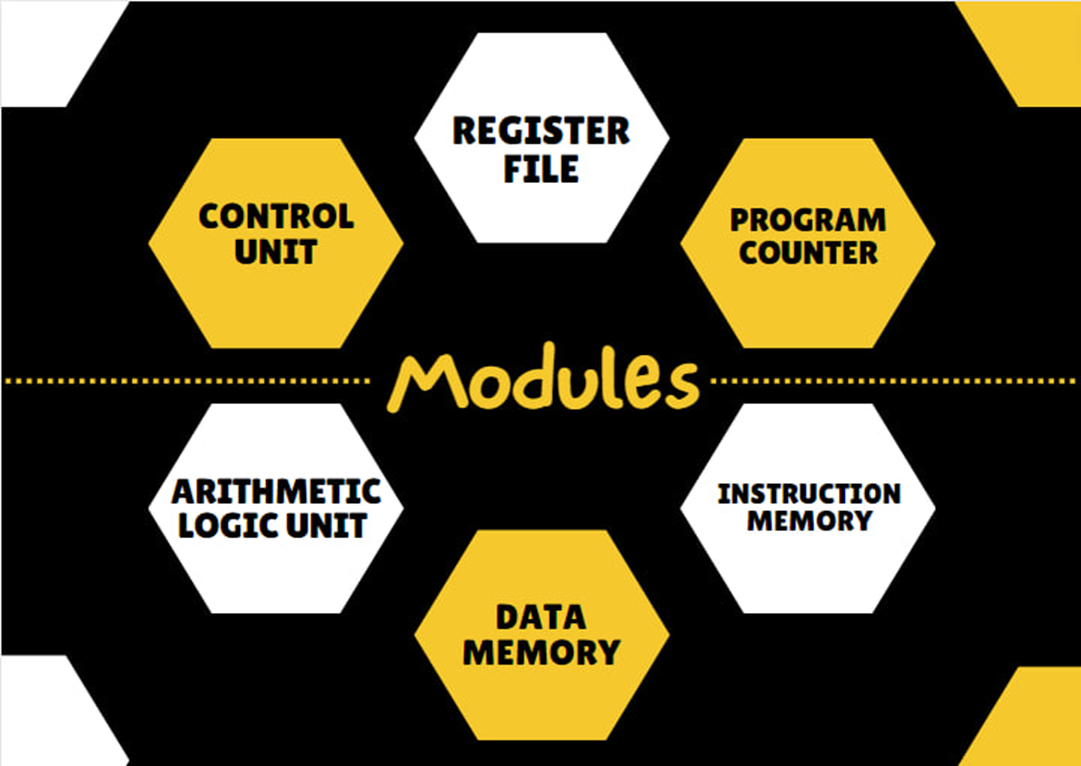 REGISTER
FILE
CONTROL
UNIT
PROGRAM
COUNTER
Modules
ARITHMETIC
LOGIC UNIT
INSTRUCTION
MEMORY
DATA
MEMORY